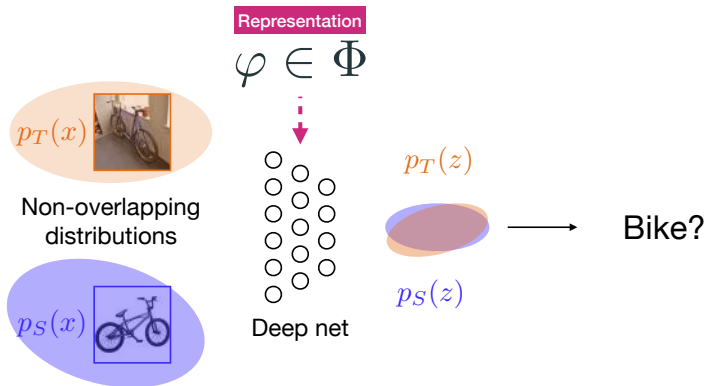 Representation
φ ∈ Φ
p_T(x)
Non-overlapping
distributions
p_S(x)
Deep net
p_T(z)
p_S(z)
Bike?